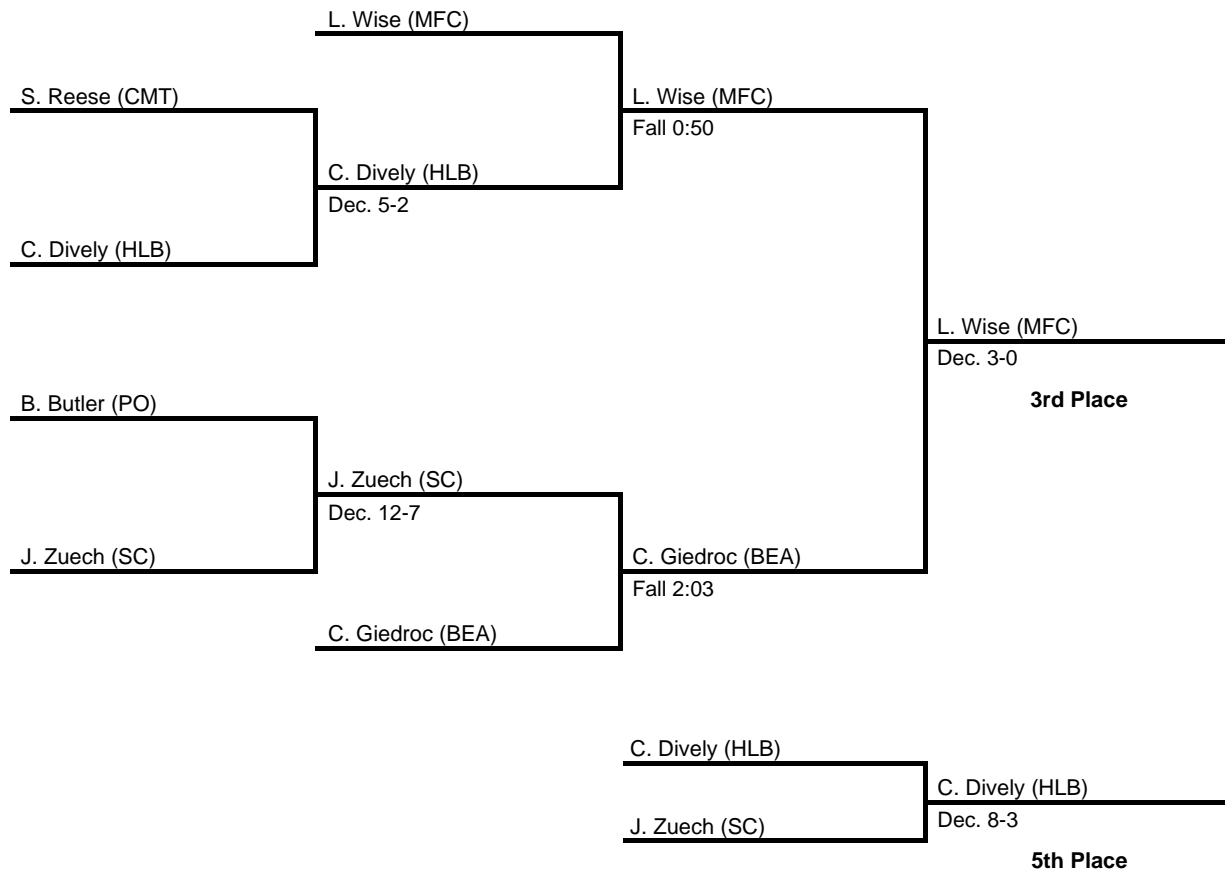 L. Wise (MFC)
S. Reese (CMT)
L. Wise (MFC)
Fall 0:50
C. Dively (HLB)
Dec. 5-2
C. Dively (HLB)
L. Wise (MFC)
Dec. 3-0
3rd Place
B. Butler (PO)
J. Zuech (SC)
Dec. 12-7
J. Zuech (SC)
C. Giedroc (BEA)
Fall 2:03
C. Giedroc (BEA)
C. Dively (HLB)
C. Dively (HLB)
Dec. 8-3
J. Zuech (SC)
5th Place